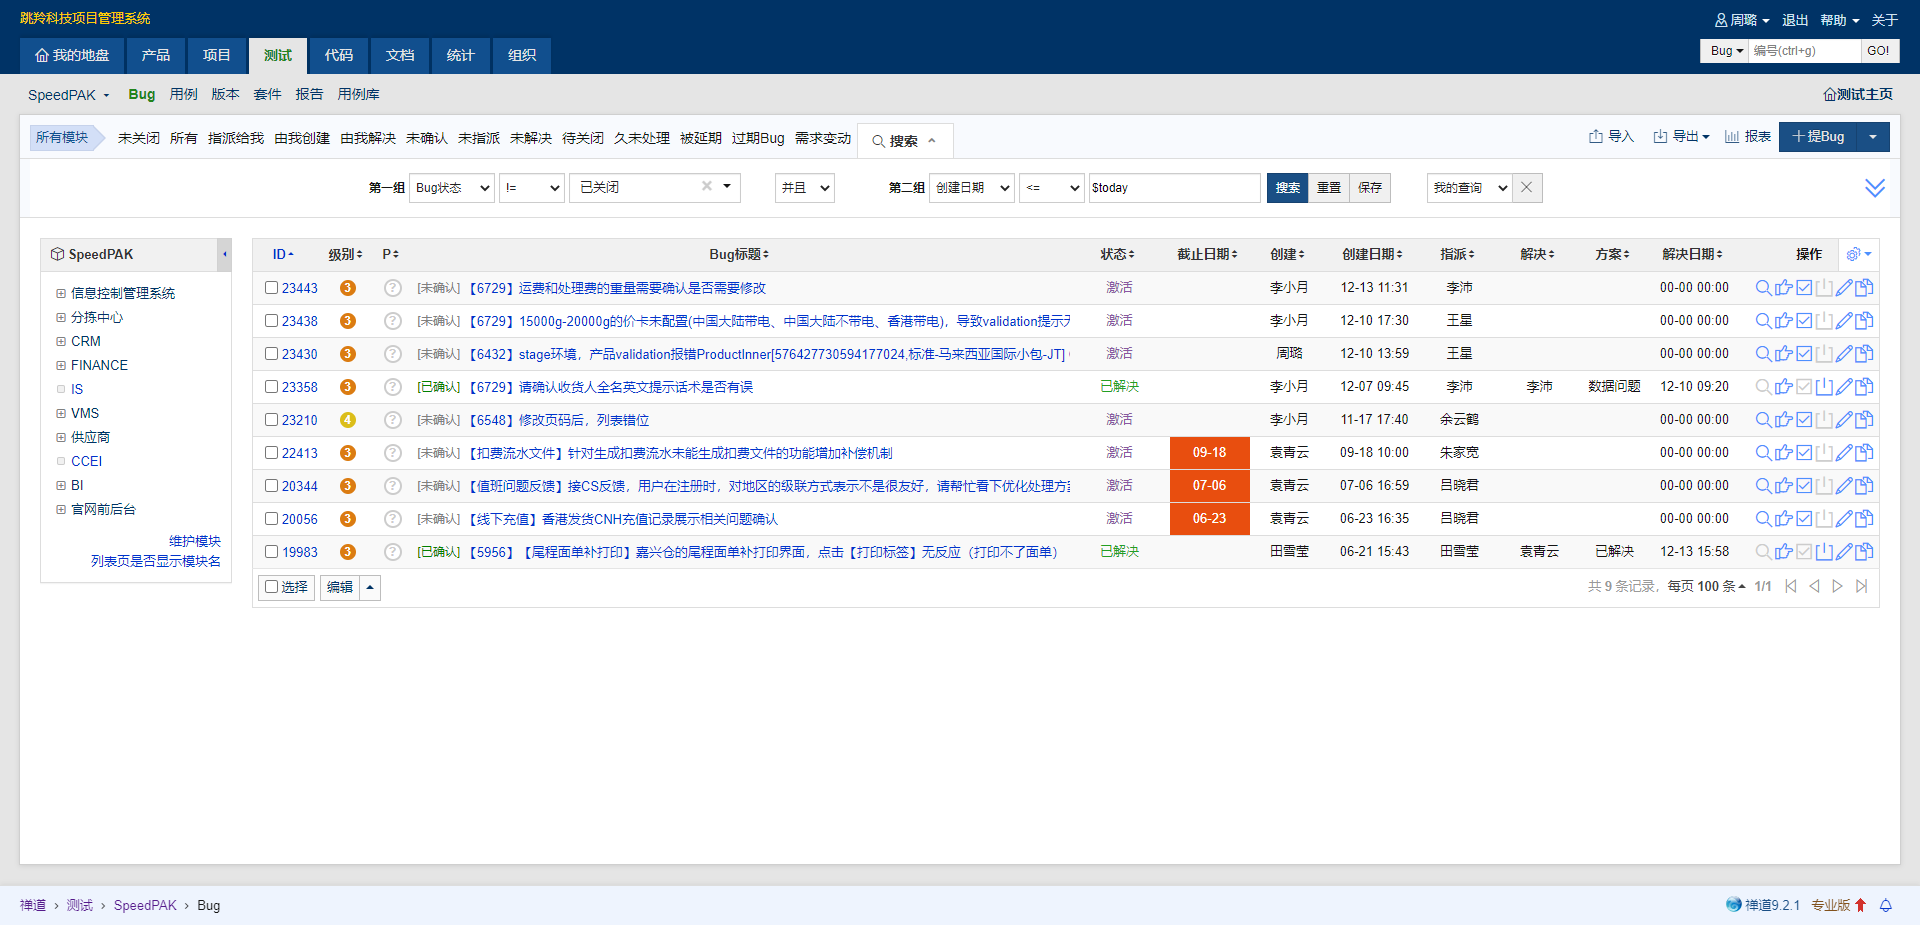 跳羚科技项目管理系统
周璐 退出 帮助 关于
我的地盘 产品 项目 测试 代码 文档 统计 组织
Bug 编号(ctrl+g) GO!
SpeedPAK Bug 用例 版本 套件 报告 用例库 测试主页
所有模块 未关闭 所有 指派给我 由我创建 由我解决 未确认 未指派 未解决 待关闭 久未处理 被延期 过期Bug 需求变动 搜索 导入 导出 报表 提Bug
第一组 Bug状态 != 已关闭 并且 第二组 创建日期 <= $today 搜索 重置 保存 我的查询
SpeedPAK
信息控制管理系统
分拣中心
CRM
FINANCE
IS
VMS
供应商
CCEI
BI
官网前后台
维护模块
列表页是否显示模块名
ID 级别 P Bug标题 状态 截止日期 创建 创建日期 指派 解决 方案 解决日期 操作
23443 3 ? [未确认] 【6729】运费和处理费的重量需要确认是否需要修改 激活 李小月 12-13 11:31 李沛 00-00 00:00
23438 3 ? [未确认] 【6729】15000g-20000g的价卡未配置(中国大陆带电、中国大陆不带电、香港带电)，导致validation提示 激活 李小月 12-10 17:30 王星 00-00 00:00
23430 3 ? [未确认] 【6432】stage环境，产品validation报错ProductInner[576427730594177024,标准-马来西亚国际小包-JT] 激活 周璐 12-10 13:59 王星 00-00 00:00
23358 3 ? [已确认] 【6729】请确认收货人全名英文提示话术是否有误 已解决 李小月 12-07 09:45 李沛 李沛 数据问题 12-10 09:20
23210 4 ? [未确认] 【6548】修改页码后，列表错位 激活 李小月 11-17 17:40 余云鹤 00-00 00:00
22413 3 ? [未确认] 【扣费流水文件】针对生成扣费流水未能生成扣费文件的功能增加补偿机制 激活 09-18 袁青云 09-18 10:00 朱家宽 00-00 00:00
20344 3 ? [未确认] 【值班问题反馈】接CS反馈，用户在注册时，对地区的级联方式表示不是很友好，请帮忙看下优化处理方 激活 07-06 袁青云 07-06 16:59 吕晓君 00-00 00:00
20056 3 ? [未确认] 【线下充值】香港发货CNH充值记录展示相关问题确认 激活 06-23 袁青云 06-23 16:35 吕晓君 00-00 00:00
19983 3 ? [已确认] 【5956】【尾程面单补打印】嘉兴仓的尾程面单补打印界面，点击【打印标签】无反应（打印不了面单） 已解决 田雪莹 06-21 15:43 田雪莹 袁青云 已解决 12-13 15:58
选择 编辑 共 9 条记录，每页 100 条 1/1
禅道 › 测试 › SpeedPAK › Bug 禅道9.2.1 专业版